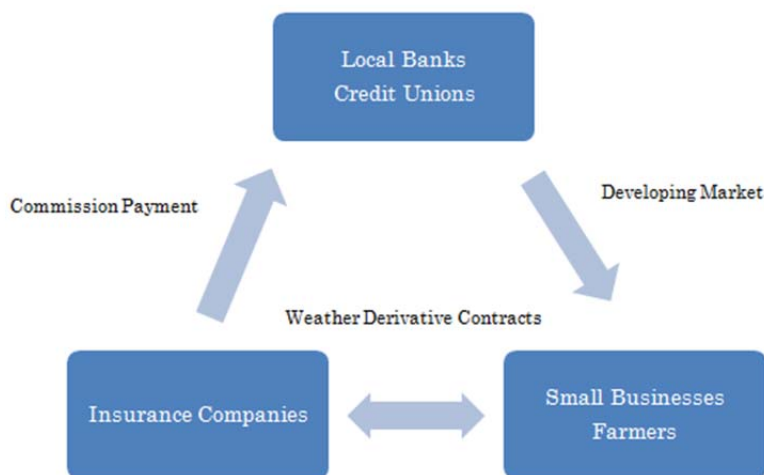 Local Banks
Credit Unions
Commission Payment
Developing Market
Weather Derivative Contracts
Insurance Companies
Small Businesses
Farmers